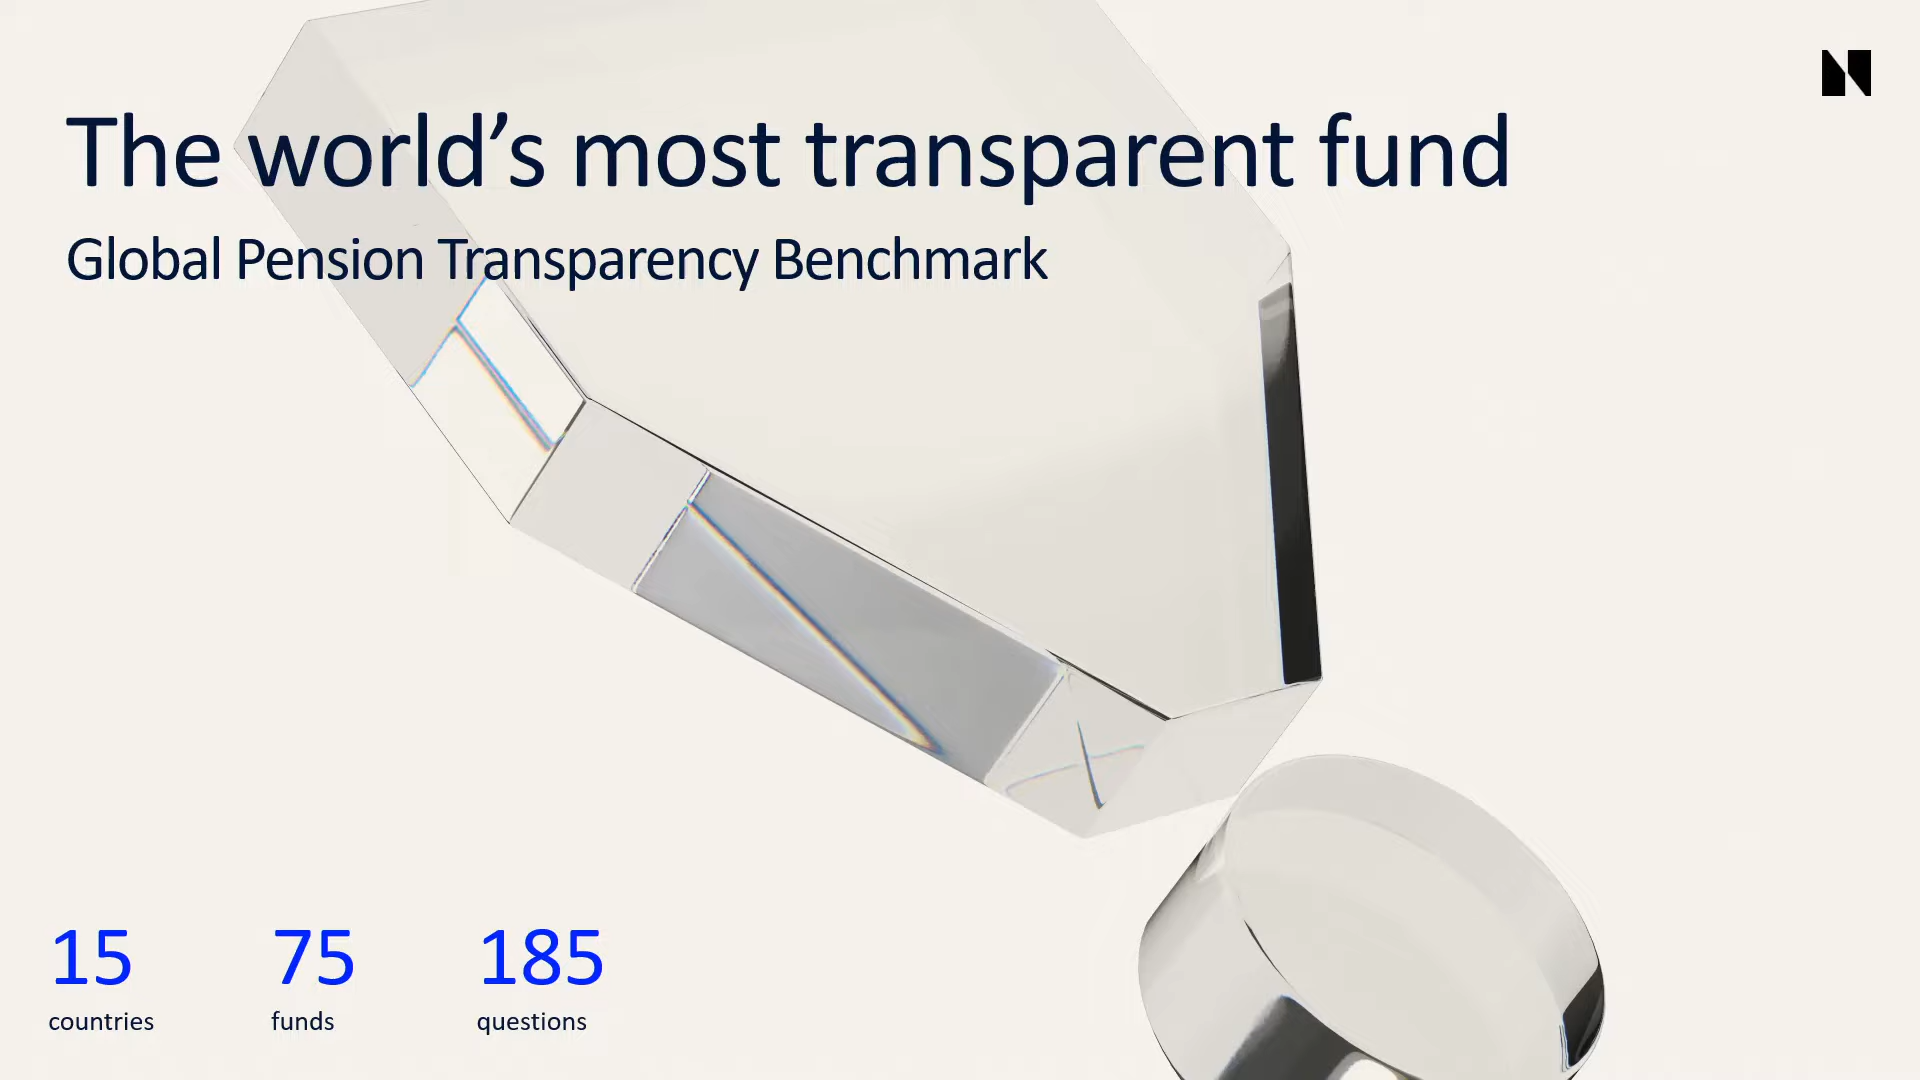 The world’s most transparent fund
Global Pension Transparency Benchmark
15
countries
75
funds
185
questions